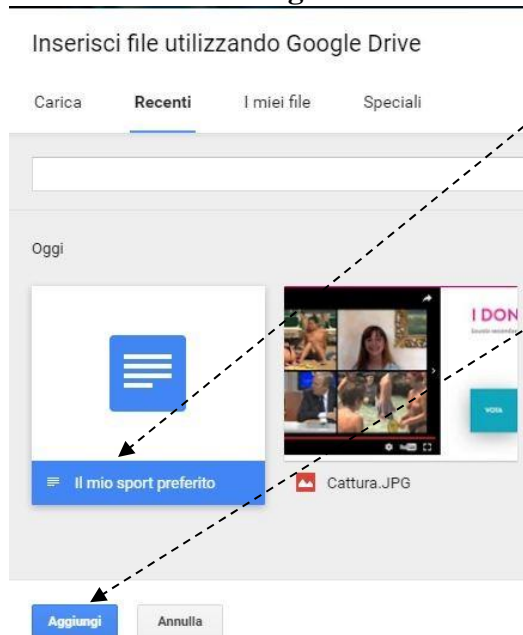 Inserisci file utilizzando Google Drive
Carica Recenti I miei file Speciali
Oggi
I DON
VOTA
Il mio sport preferito
Cattura.JPG
Aggiungi Annulla